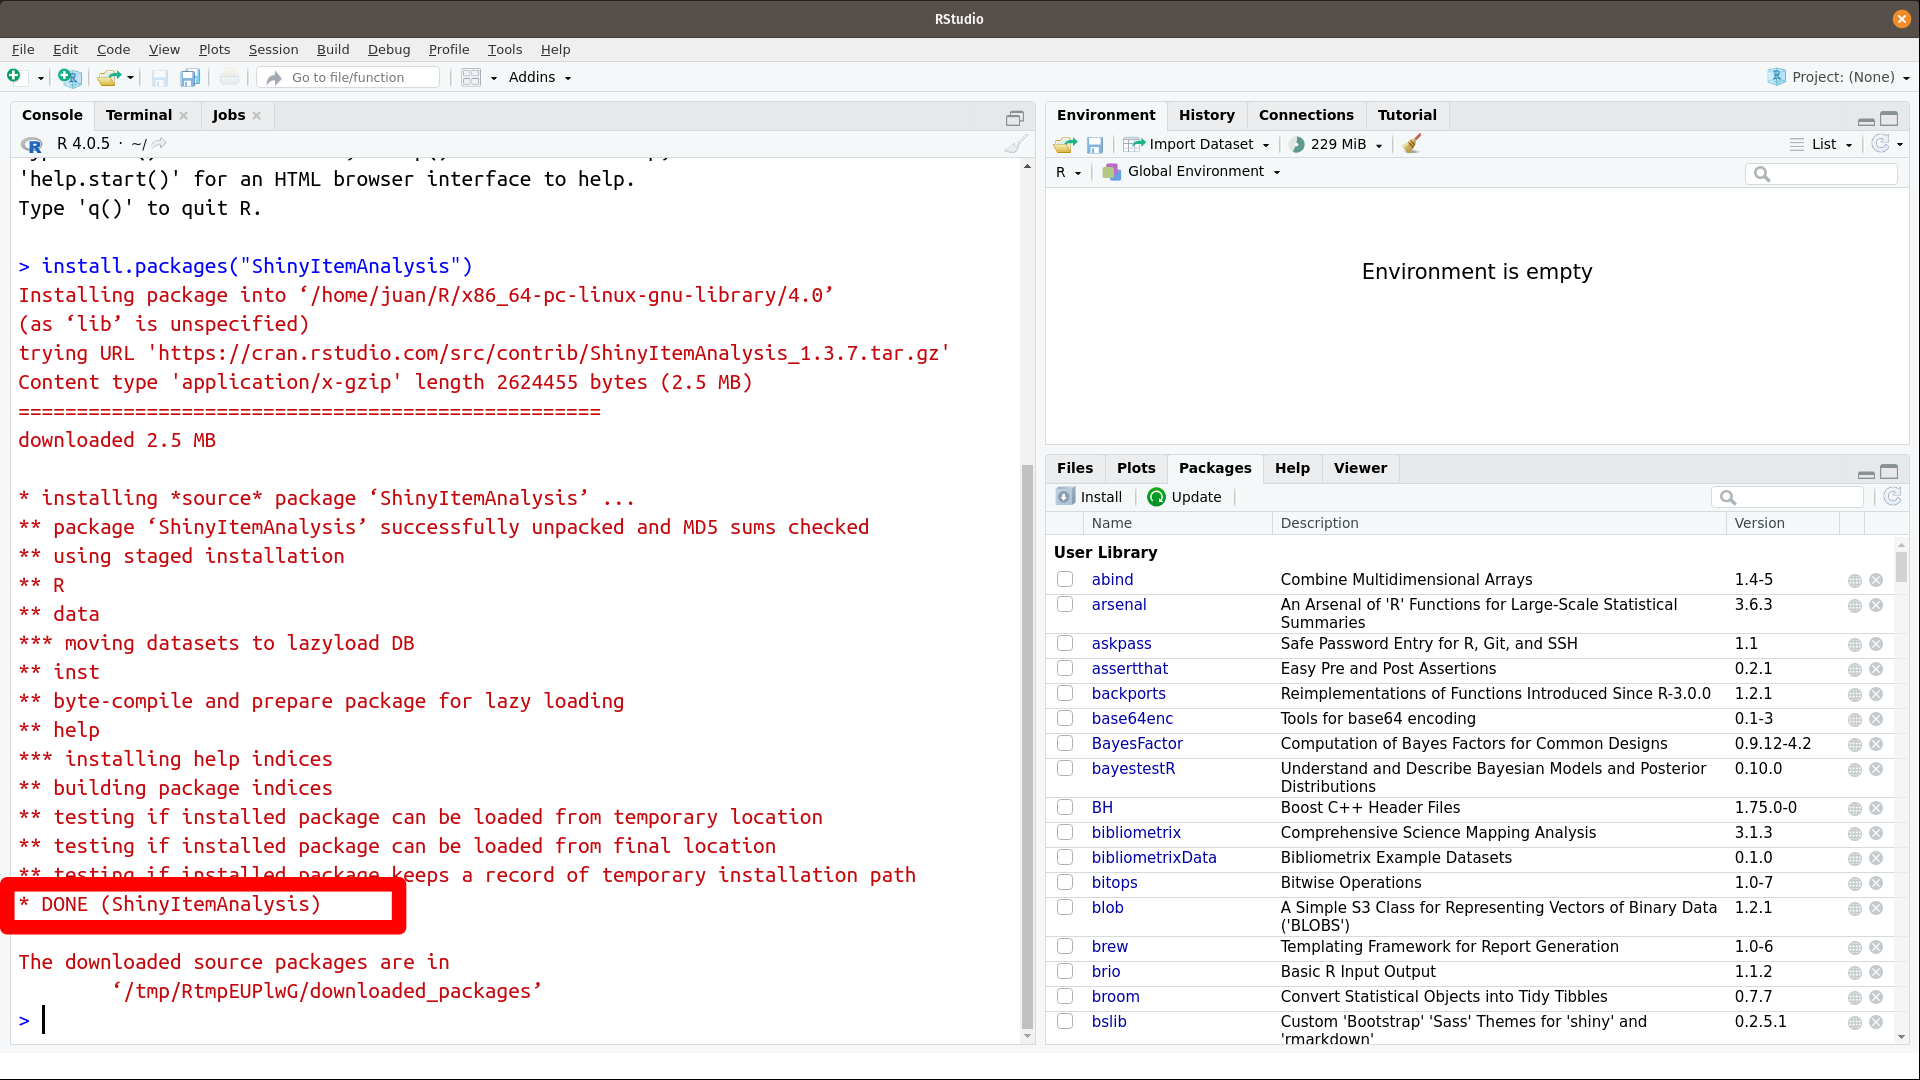 RStudio
File Edit Code View Plots Session Build Debug Profile Tools Help
Go to file/function Addins Project: (None)
Console Terminal Jobs
R 4.0.5 · ~/
'help.start()' for an HTML browser interface to help.
Type 'q()' to quit R.
> install.packages("ShinyItemAnalysis")
Installing package into ‘/home/juan/R/x86_64-pc-linux-gnu-library/4.0’
(as ‘lib’ is unspecified)
trying URL 'https://cran.rstudio.com/src/contrib/ShinyItemAnalysis_1.3.7.tar.gz'
Content type 'application/x-gzip' length 2624455 bytes (2.5 MB)
==================================================
downloaded 2.5 MB
* installing *source* package ‘ShinyItemAnalysis’ ...
** package ‘ShinyItemAnalysis’ successfully unpacked and MD5 sums checked
** using staged installation
** R
** data
*** moving datasets to lazyload DB
** inst
** byte-compile and prepare package for lazy loading
** help
*** installing help indices
** building package indices
** testing if installed package can be loaded from temporary location
** testing if installed package can be loaded from final location
** testing if installed package keeps a record of temporary installation path
* DONE (ShinyItemAnalysis)
The downloaded source packages are in
‘/tmp/RtmpEUPlwG/downloaded_packages’
>
Environment History Connections Tutorial
Import Dataset 229 MiB List
R Global Environment
Environment is empty
Files Plots Packages Help Viewer
Install Update
Name Description Version
User Library
abind Combine Multidimensional Arrays 1.4-5
arsenal An Arsenal of 'R' Functions for Large-Scale Statistical 3.6.3
Summaries
askpass Safe Password Entry for R, Git, and SSH 1.1
assertthat Easy Pre and Post Assertions 0.2.1
backports Reimplementations of Functions Introduced Since R-3.0.0 1.2.1
base64enc Tools for base64 encoding 0.1-3
BayesFactor Computation of Bayes Factors for Common Designs 0.9.12-4.2
bayestestR Understand and Describe Bayesian Models and Posterior 0.10.0
Distributions
BH Boost C++ Header Files 1.75.0-0
bibliometrix Comprehensive Science Mapping Analysis 3.1.3
bibliometrixData Bibliometrix Example Datasets 0.1.0
bitops Bitwise Operations 1.0-7
blob A Simple S3 Class for Representing Vectors of Binary Data 1.2.1
('BLOBS')
brew Templating Framework for Report Generation 1.0-6
brio Basic R Input Output 1.1.2
broom Convert Statistical Objects into Tidy Tibbles 0.7.7
bslib Custom 'Bootstrap' 'Sass' Themes for 'shiny' and 0.2.5.1
'rmarkdown'